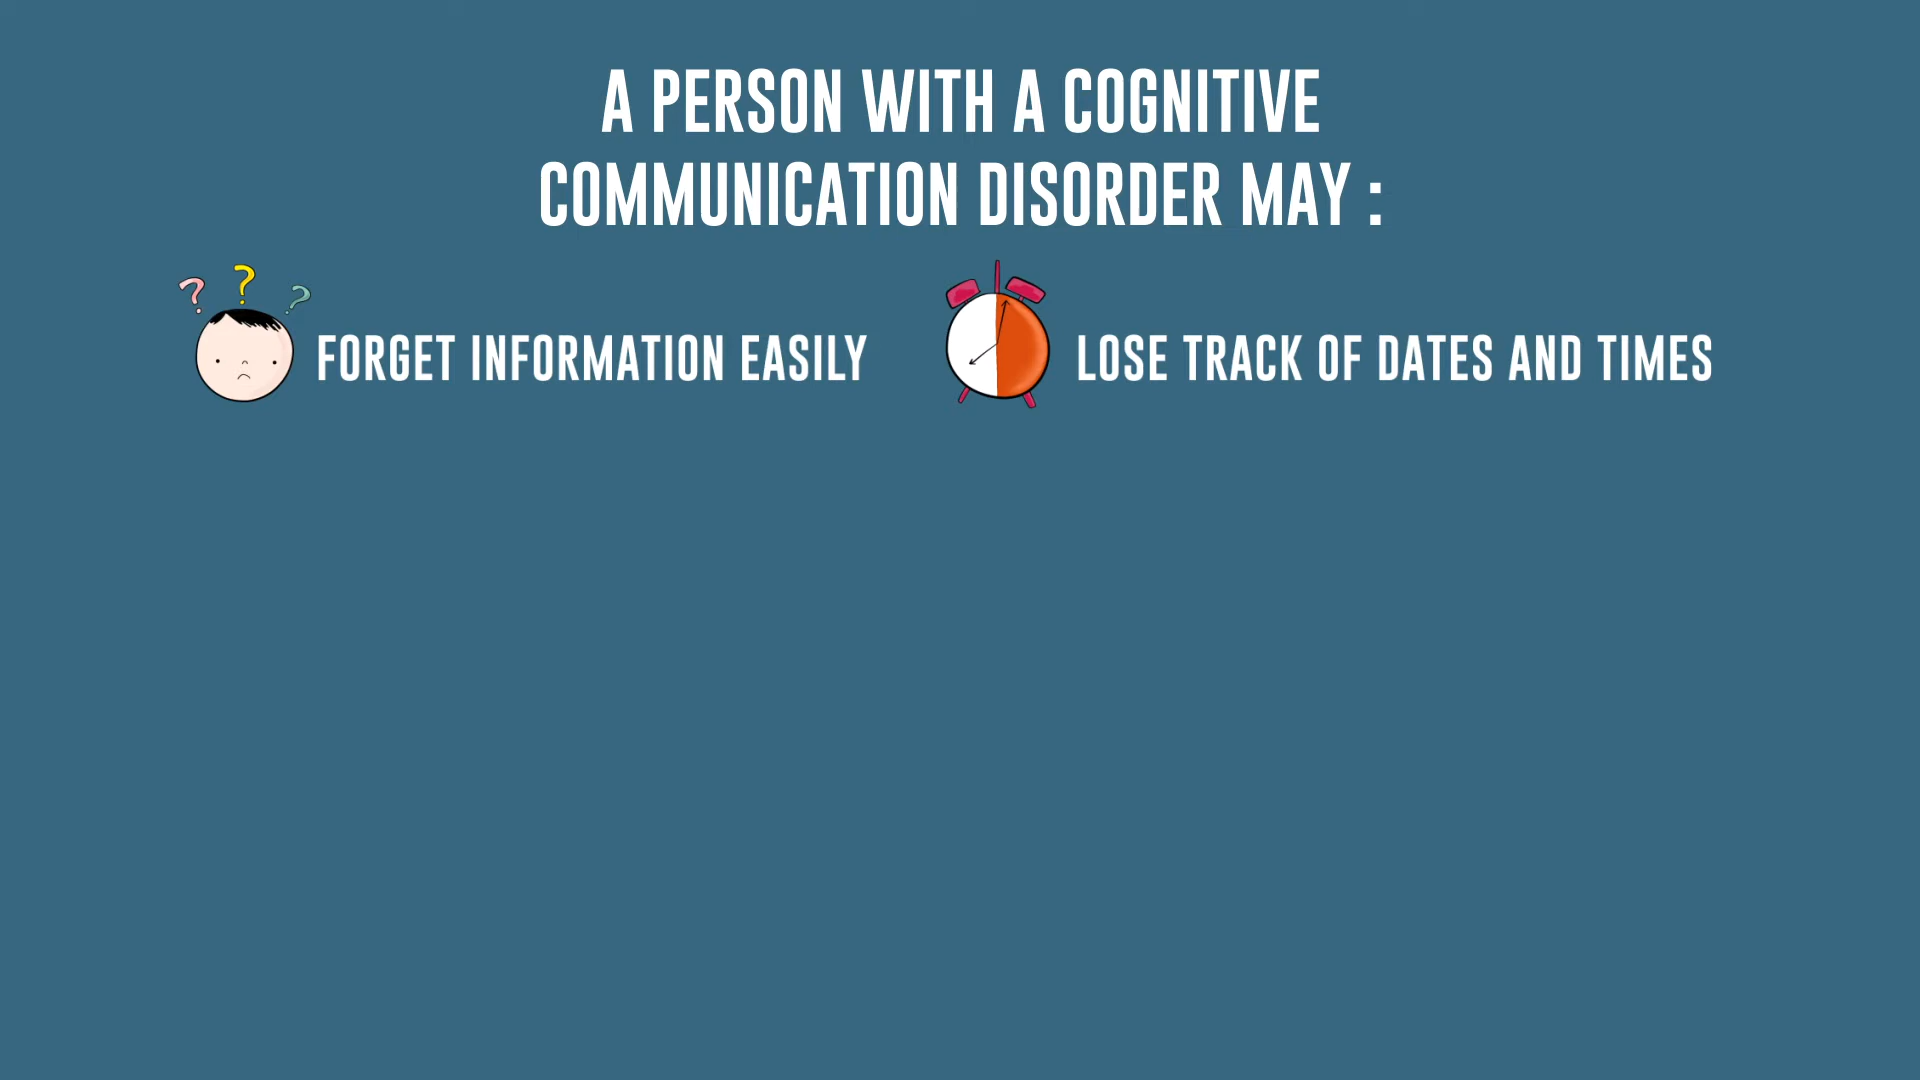 A PERSON WITH A COGNITIVE
COMMUNICATION DISORDER MAY :
? ? ?
FORGET INFORMATION EASILY
LOSE TRACK OF DATES AND TIMES